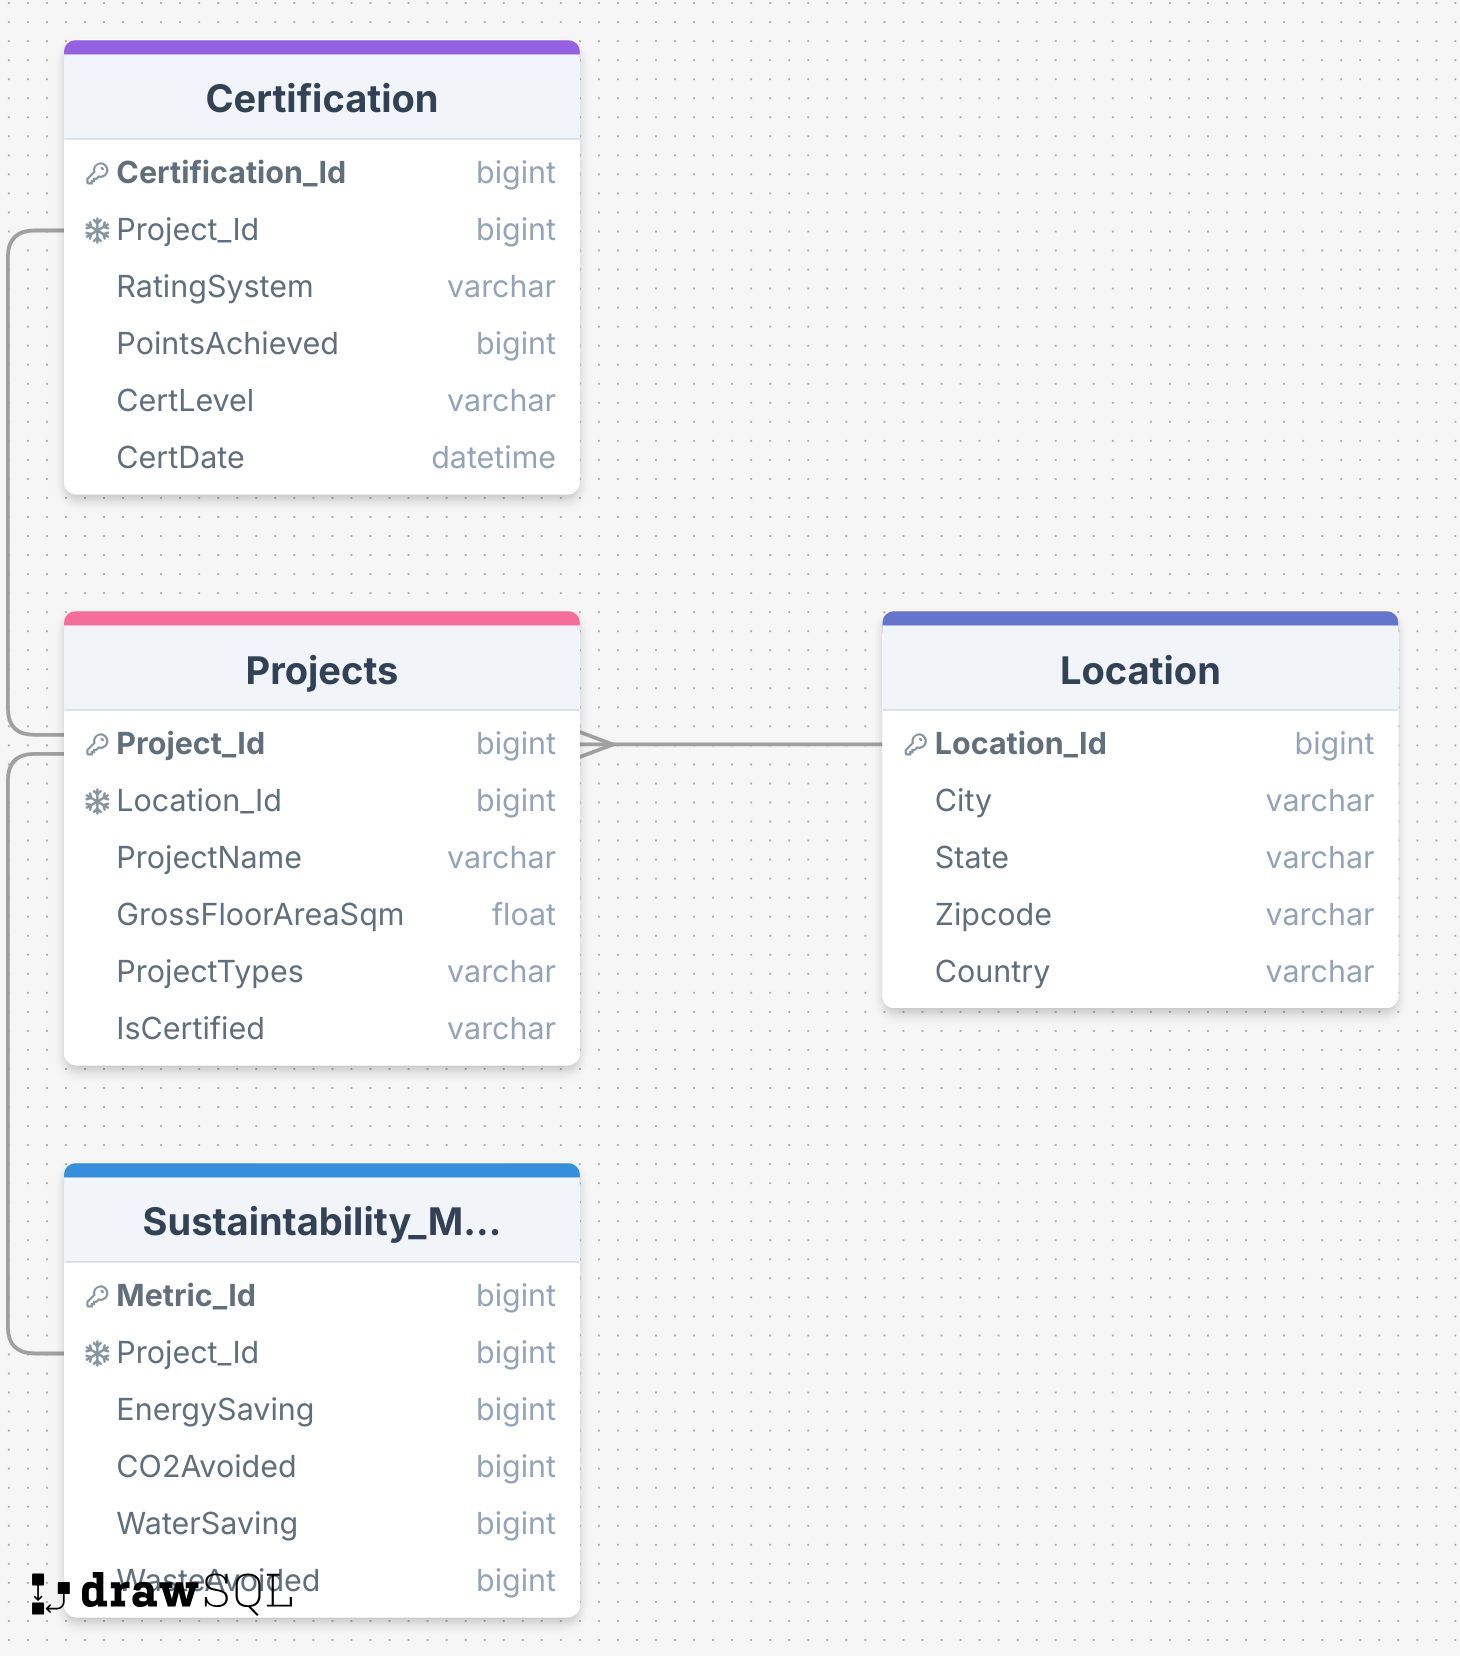 Certification
Certification_Id bigint
Project_Id bigint
RatingSystem varchar
PointsAchieved bigint
CertLevel varchar
CertDate datetime
Projects
Project_Id bigint
Location_Id bigint
ProjectName varchar
GrossFloorAreaSqm float
ProjectTypes varchar
IsCertified varchar
Location
Location_Id bigint
City varchar
State varchar
Zipcode varchar
Country varchar
Sustaintability_M...
Metric_Id bigint
Project_Id bigint
EnergySaving bigint
CO2Avoided bigint
WaterSaving bigint
WasteAvoided bigint
drawSQL